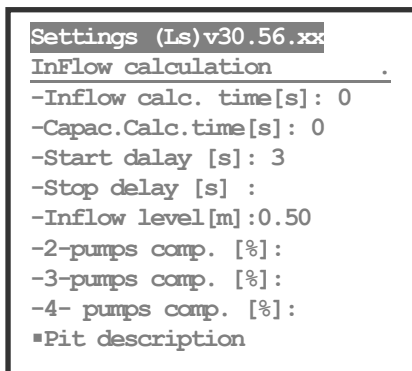 Settings (Ls)v30.56.xx
InFlow calculation .
-Inflow calc. time[s]: 0
-Capac.Calc.time[s]: 0
-Start dalay [s]: 3
-Stop delay [s] :
-Inflow level[m]:0.50
-2-pumps comp. [%]:
-3-pumps comp. [%]:
-4- pumps comp. [%]:
▪Pit description